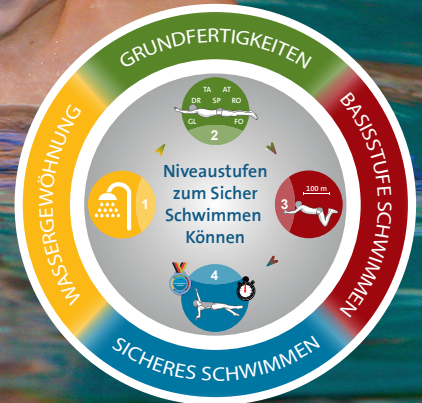 GRUNDFERTIGKEITEN
WASSERGEWÖHNUNG
BASISSTUFE SCHWIMMEN
SICHERES SCHWIMMEN
TA AT
DR SP RO
GL FO
2
Niveaustufen
zum Sicher
Schwimmen
Können
1
100 m
3
4